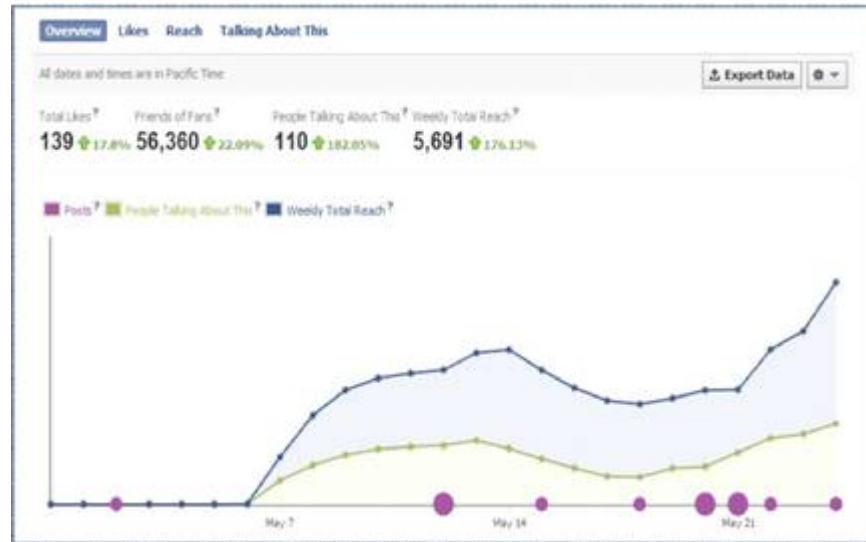 Overview Likes Reach Talking About This
All dates and times are in Pacific Time
Export Data
Total Likes ? Friends of Fans ? People Talking About This ? Weekly Total Reach ?
139 17.8% 56,360 22.09% 110 182.05% 5,691 176.13%
Posts ? People Talking About This ? Weekly Total Reach ?
May 7 May 14 May 21